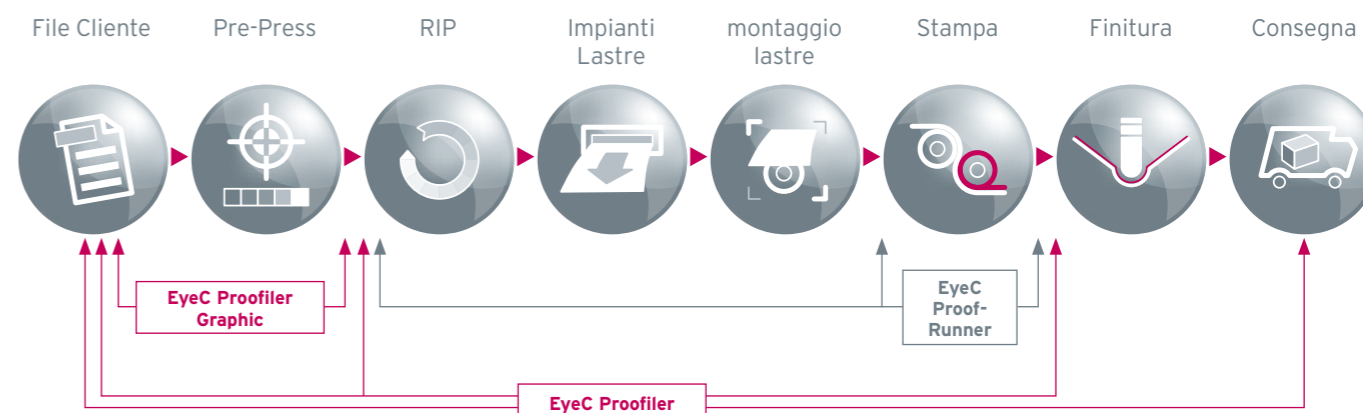 File Cliente
Pre-Press
RIP
Impianti
Lastre
montaggio
lastre
Stampa
Finitura
Consegna
EyeC Proofiler
Graphic
EyeC
Proof-
Runner
EyeC Proofiler